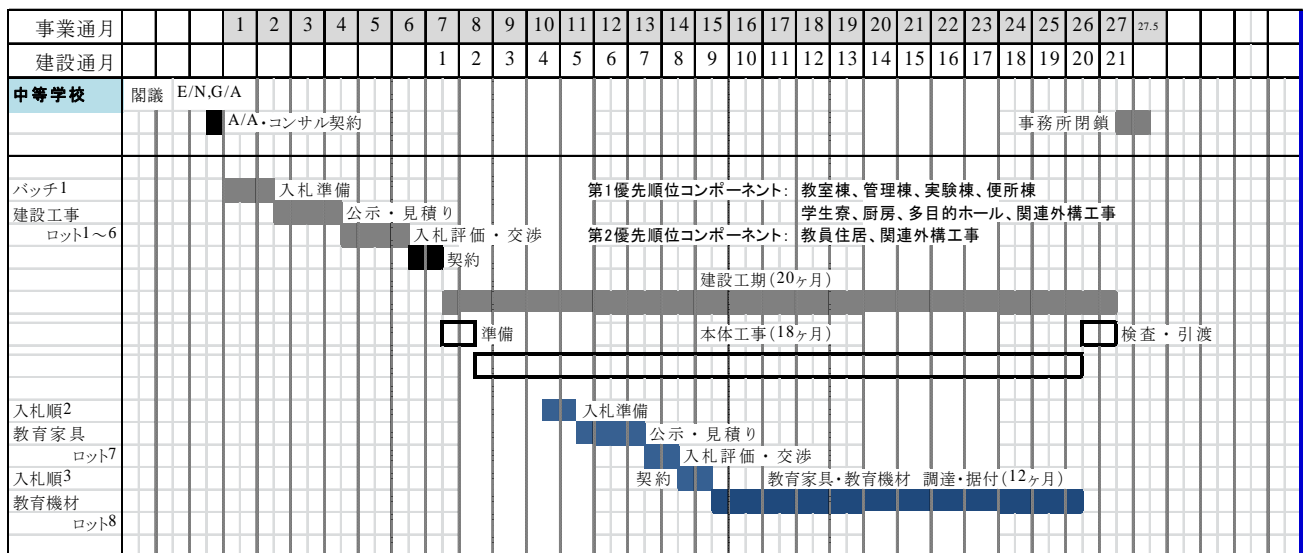 事業通月 1 2 3 4 5 6 7 8 9 10 11 12 13 14 15 16 17 18 19 20 21 22 23 24 25 26 27 27.5
建設通月 1 2 3 4 5 6 7 8 9 10 11 12 13 14 15 16 17 18 19 20 21
中等学校 閣議 E/N,G/A
A/A・コンサル契約 事務所閉鎖
バッチ1 入札準備 第1優先順位コンポーネント: 教室棟、管理棟、実験棟、便所棟
建設工事 公示・見積り 学生寮、厨房、多目的ホール、関連外構工事
ロット1～6 入札評価・交渉 第2優先順位コンポーネント: 教員住居、関連外構工事
契約
建設工期(20ヶ月)
準備 本体工事(18ヶ月) 検査・引渡
入札順2 入札準備
教育家具 公示・見積り
ロット7 入札評価・交渉
入札順3 契約 教育家具・教育機材 調達・据付(12ヶ月)
教育機材
ロット8